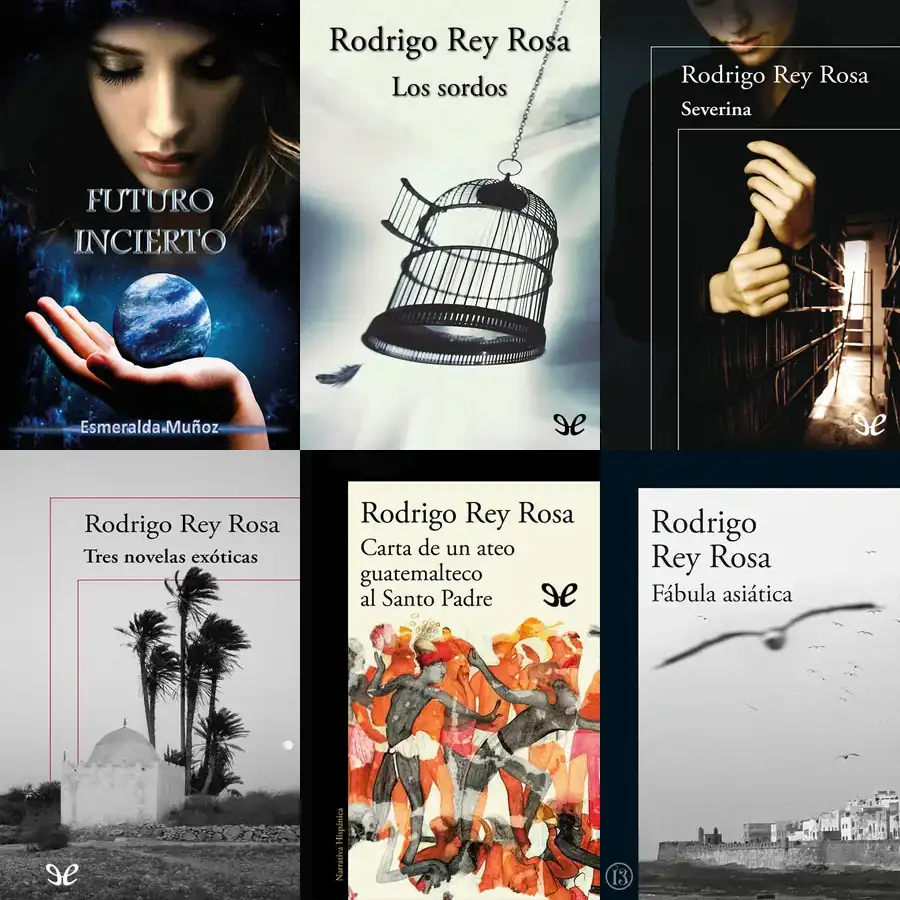 FUTURO
INCIERTO
Esmeralda Muñoz
Rodrigo Rey Rosa
Los sordos
Rodrigo Rey Rosa
Severina
Rodrigo Rey Rosa
Tres novelas exóticas
Rodrigo Rey Rosa
Carta de un ateo
guatemalteco
al Santo Padre
Narrativa Hispánica
Rodrigo
Rey Rosa
Fábula asiática
13